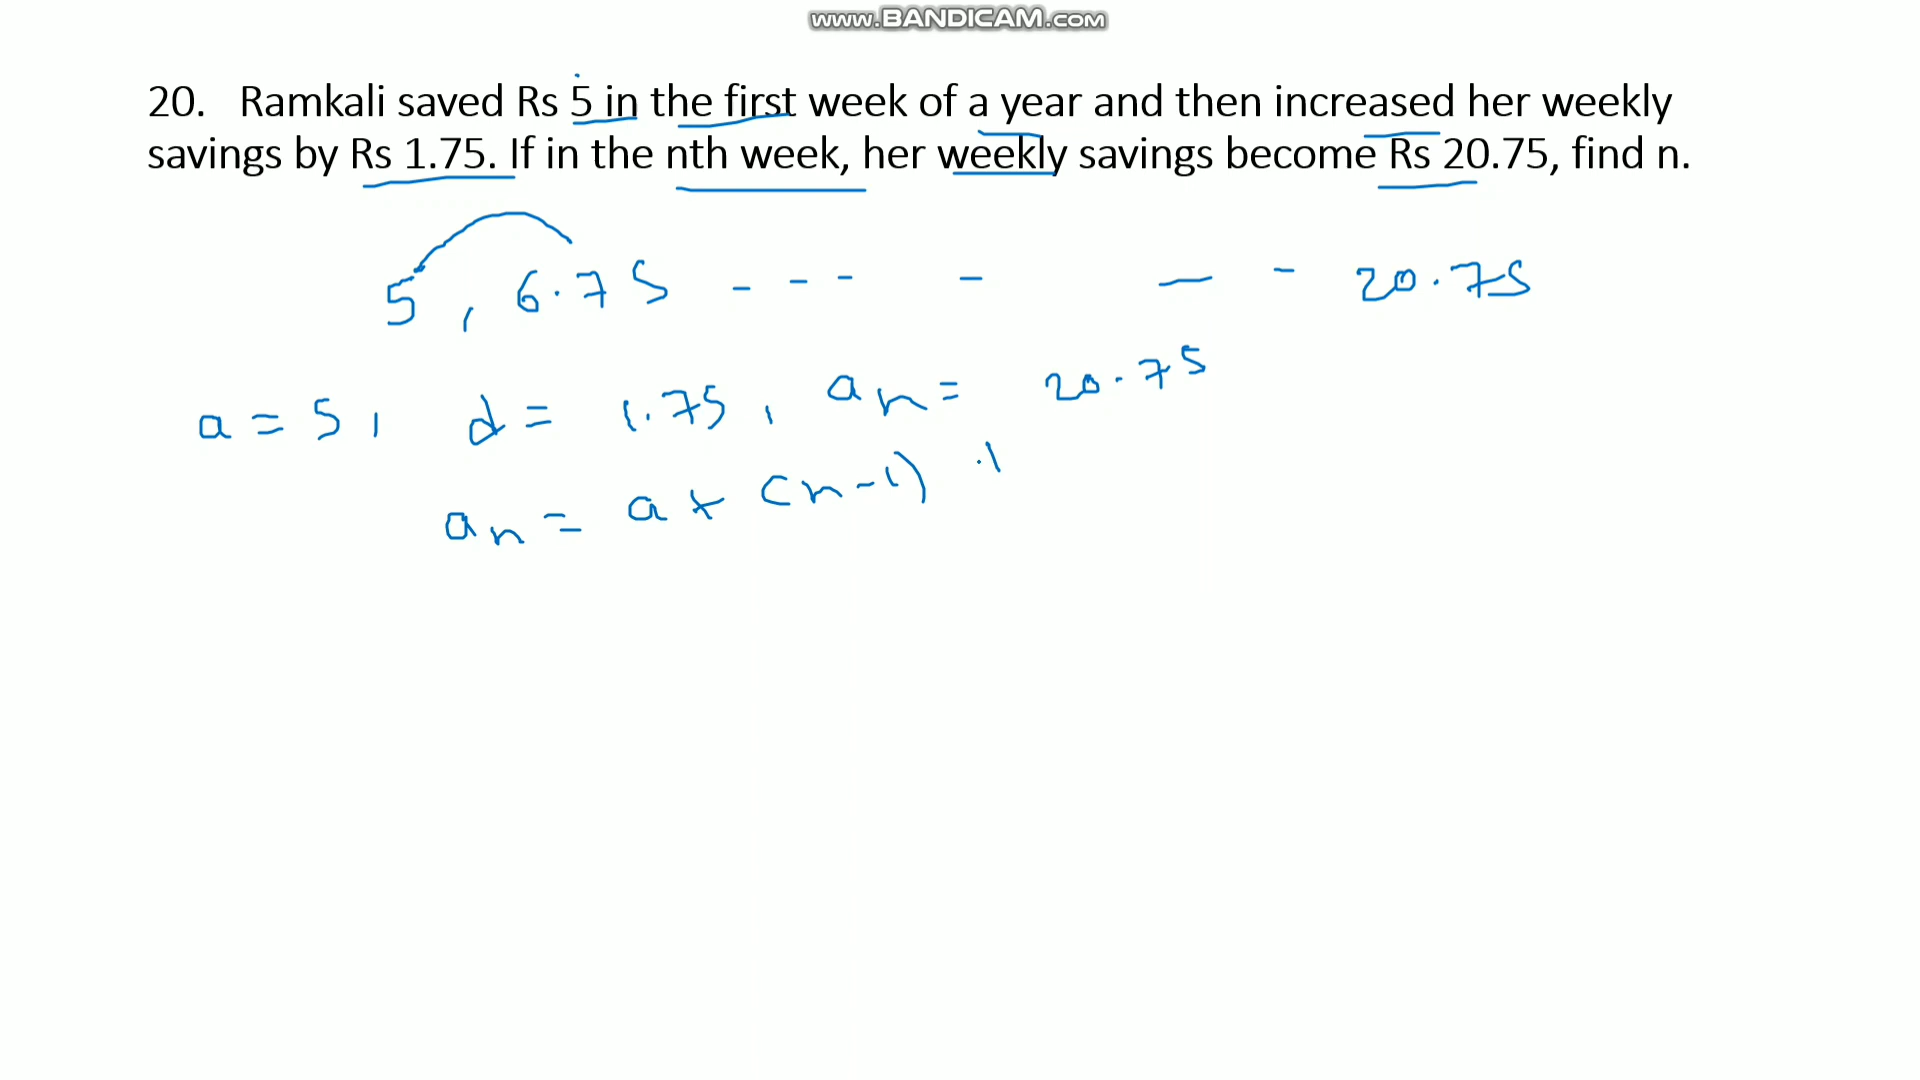 www.BANDICAM.com
20. Ramkali saved Rs 5 in the first week of a year and then increased her weekly
savings by Rs 1.75. If in the nth week, her weekly savings become Rs 20.75, find n.
5, 6.75 - - - - - - 20.75
a = 5, d = 1.75, an = 20.75
an = a + (n-1)